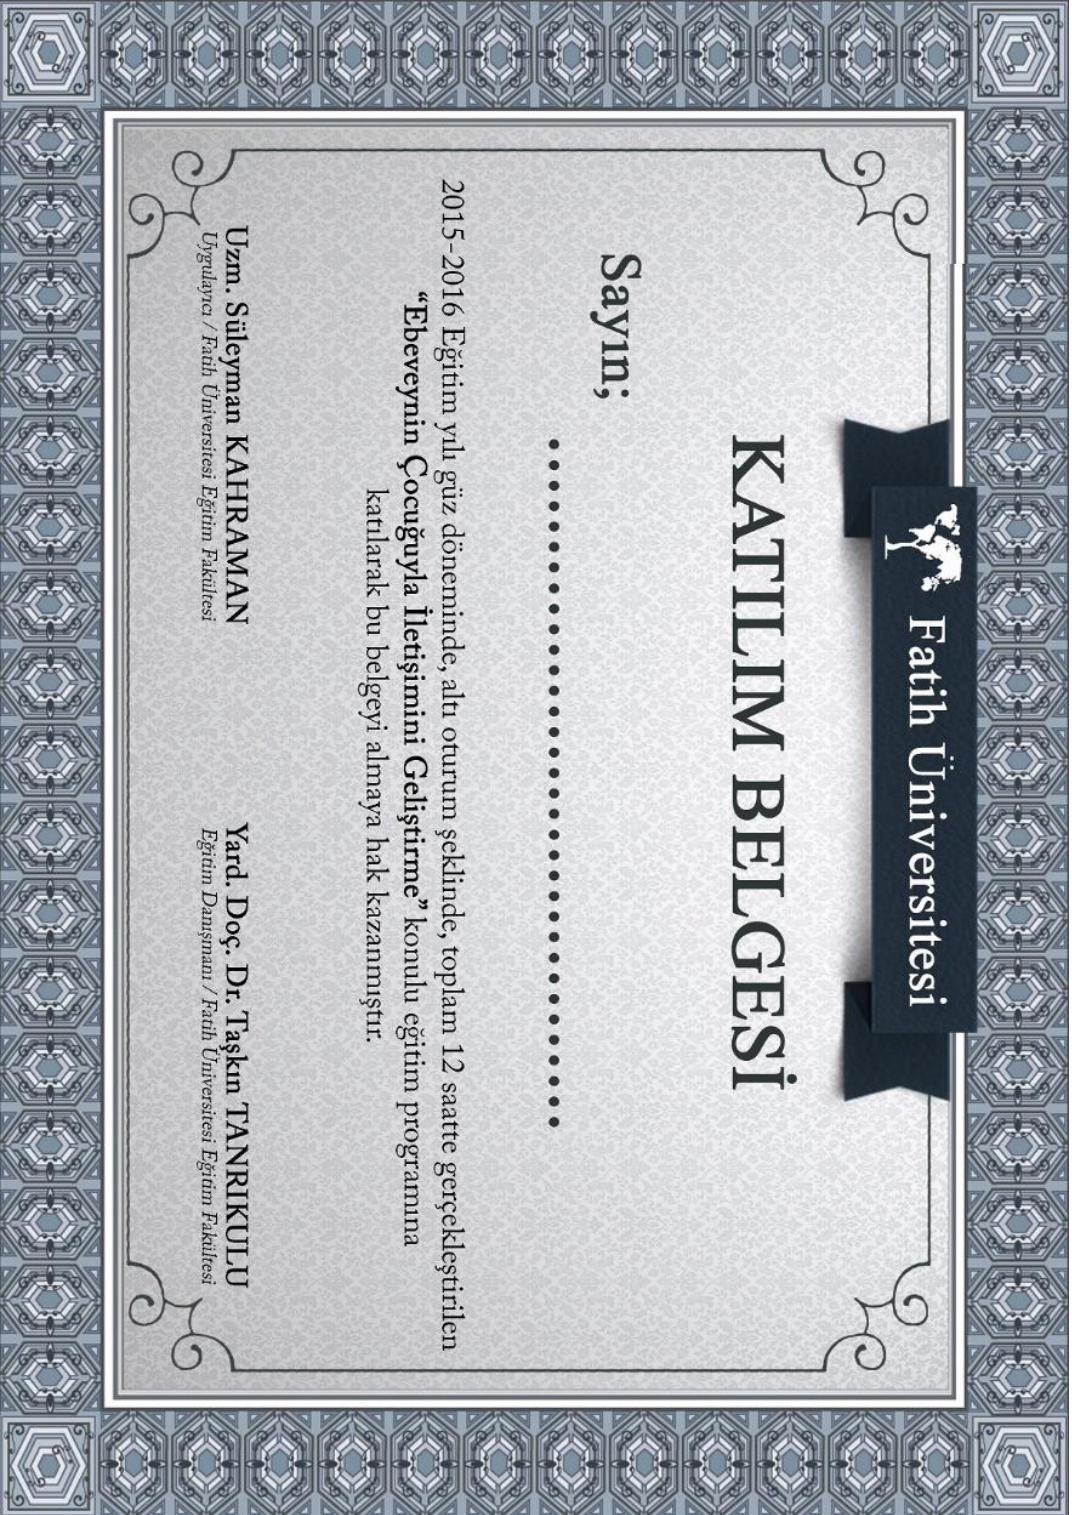 Fatih Üniversitesi
KATILIM BELGESİ
Sayın;
..................................
2015-2016 Eğitim yılı güz döneminde, altı oturum şeklinde, toplam 12 saatte gerçekleştirilen
“Ebeveynin Çocuğuyla İletişimini Geliştirme” konulu eğitim programına
katılarak bu belgeyi almaya hak kazanmıştır.
Uzm. Süleyman KAHRAMAN
Uygulayıcı / Fatih Üniversitesi Eğitim Fakültesi
Yard. Doç. Dr. Taşkın TANRIKULU
Eğitim Danışmanı / Fatih Üniversitesi Eğitim Fakültesi